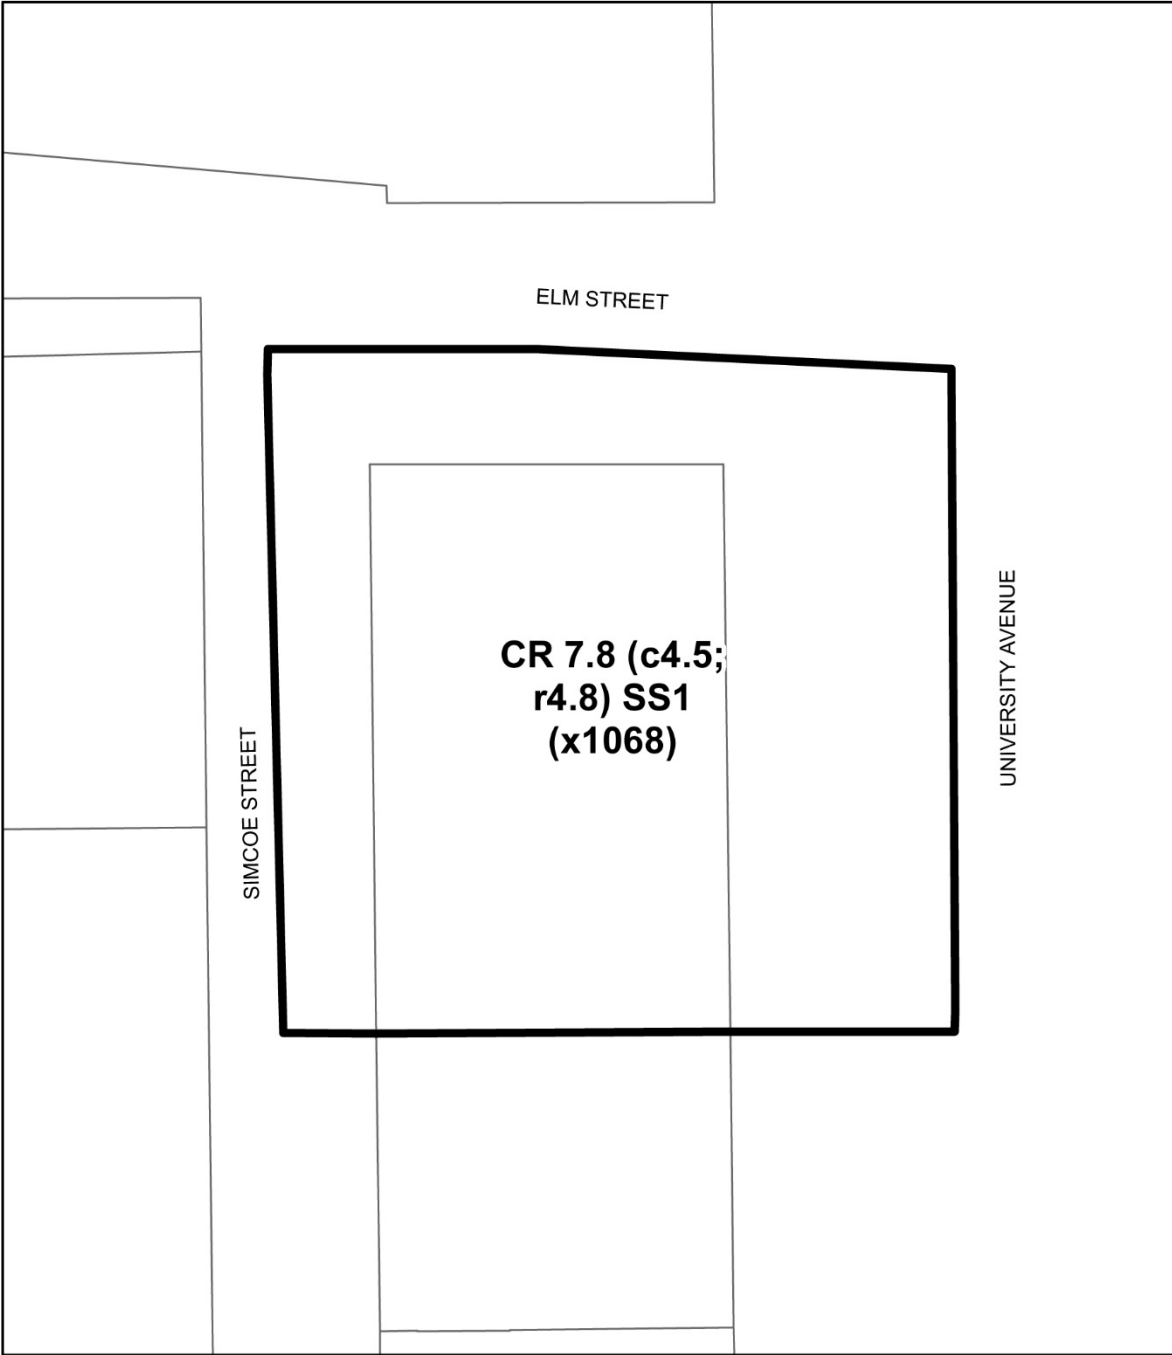 ELM STREET
CR 7.8 (c4.5;
r4.8) SS1
(x1068)
SIMCOE STREET
UNIVERSITY AVENUE